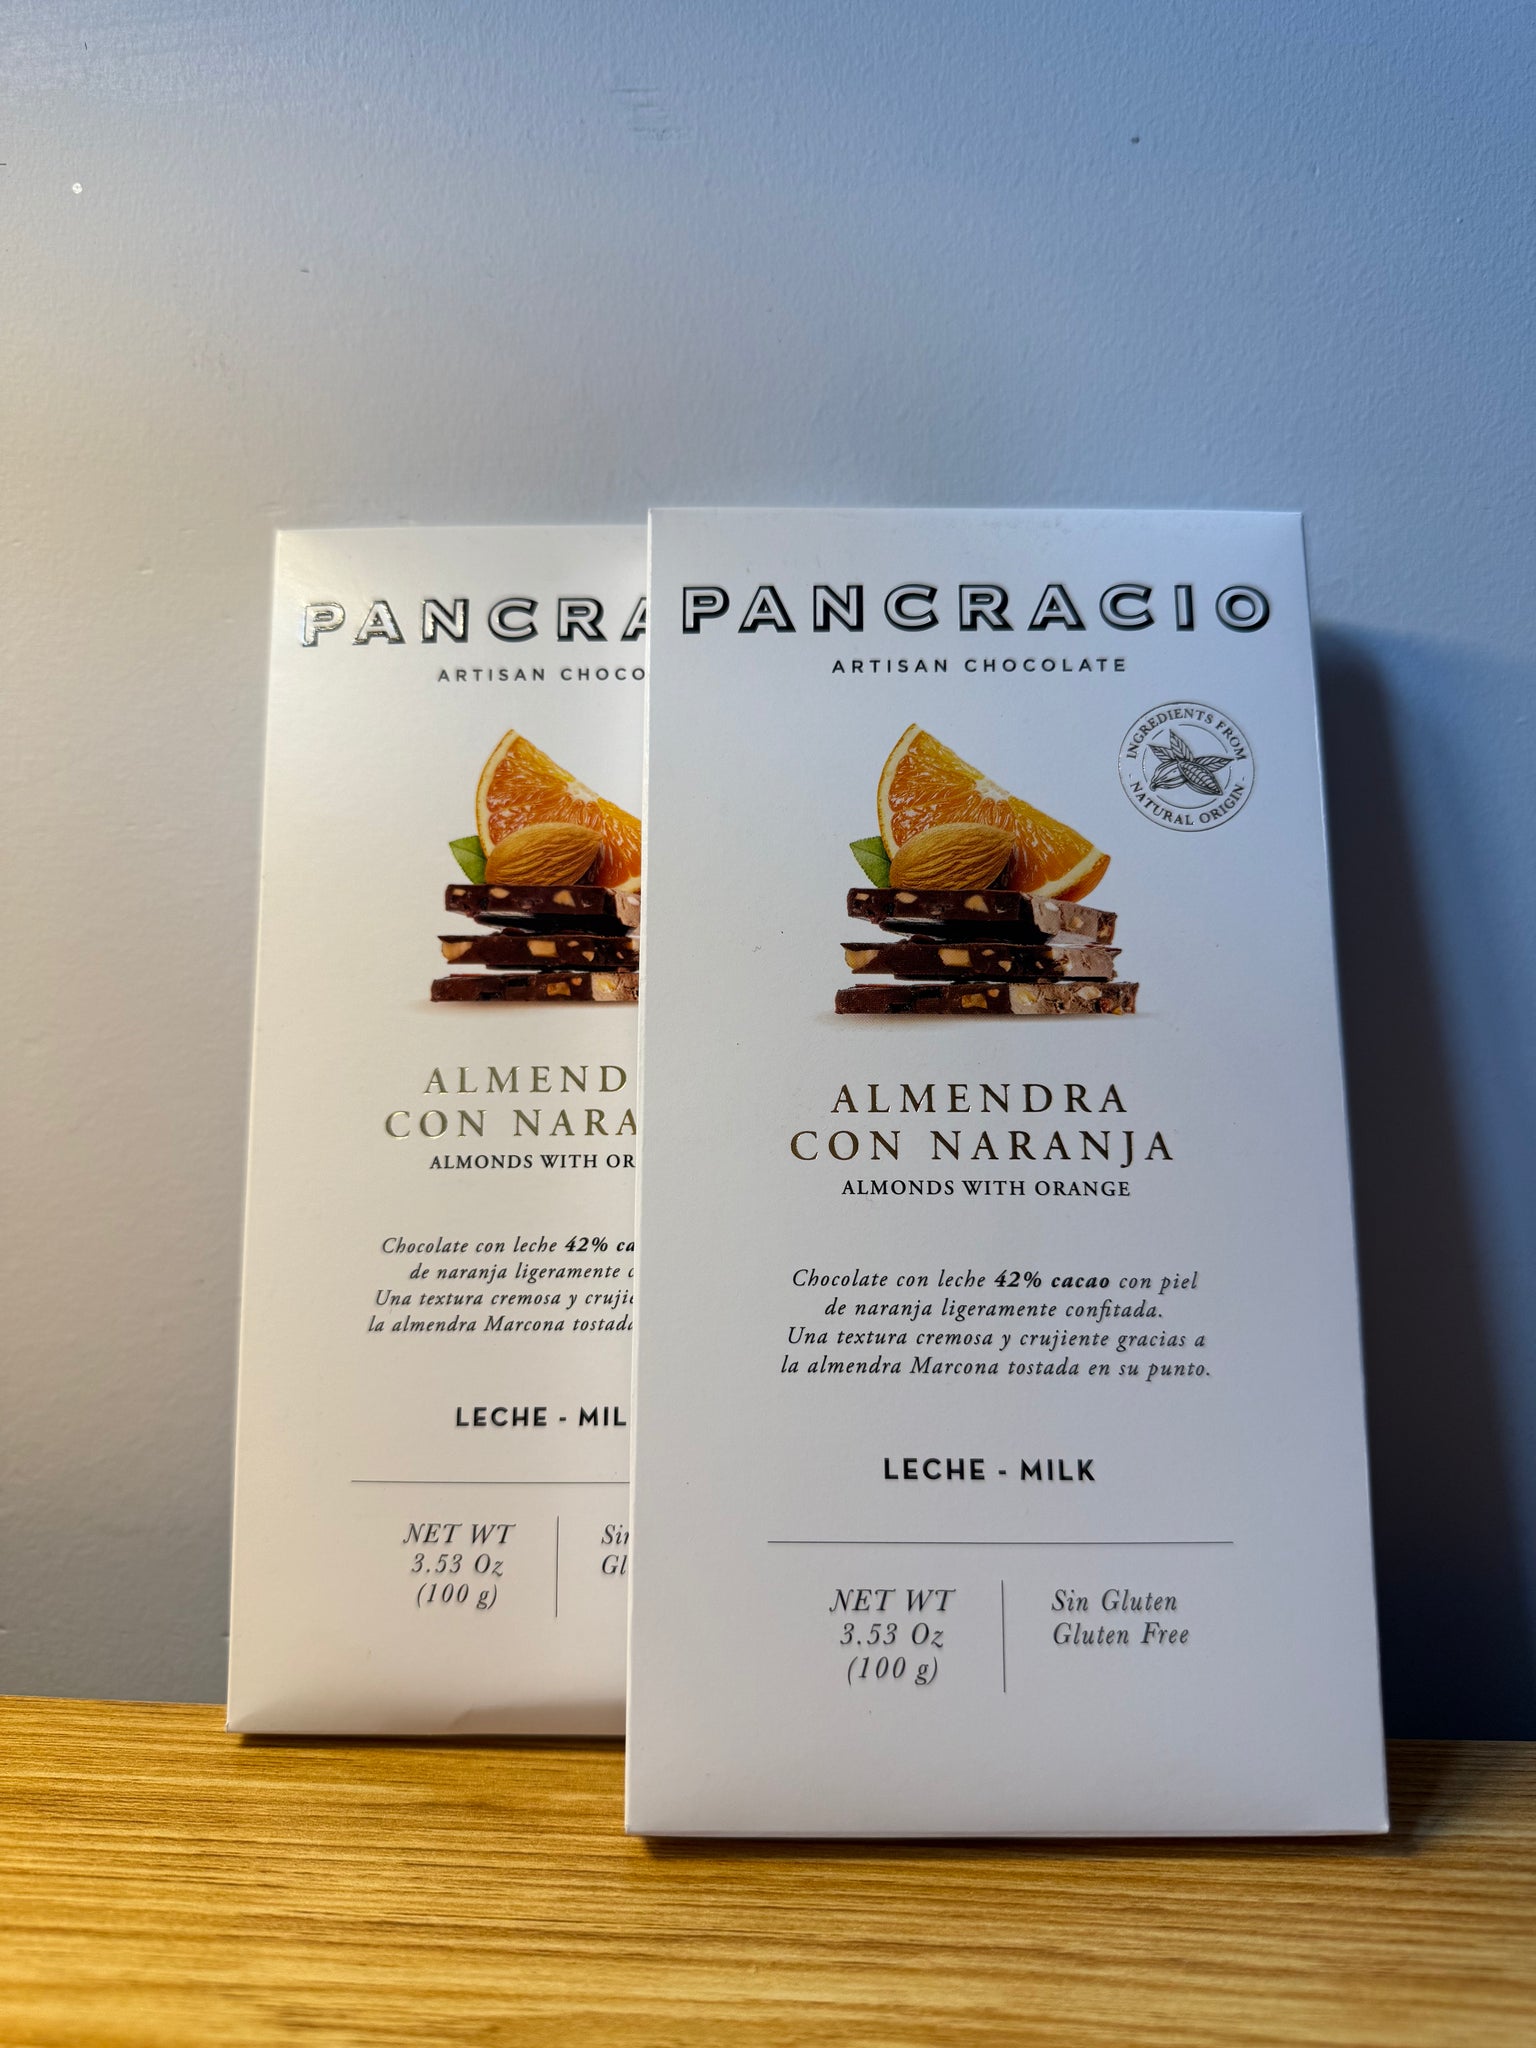 PANCRA
ARTISAN CHOCO
ALMEND
CON NARA
ALMONDS WITH OR
Chocolate con leche 42% ca
de naranja ligeramente c
Una textura cremosa y crujie
la almendra Marcona tostada
LECHE - MIL
NET WT
3.53 Oz
(100 g)
Sin
Gl
PANCRACIO
ARTISAN CHOCOLATE
INGREDIENTS FROM
- NATURAL ORIGIN -
ALMENDRA
CON NARANJA
ALMONDS WITH ORANGE
Chocolate con leche 42% cacao con piel
de naranja ligeramente confitada.
Una textura cremosa y crujiente gracias a
la almendra Marcona tostada en su punto.
LECHE - MILK
NET WT
3.53 Oz
(100 g)
Sin Gluten
Gluten Free